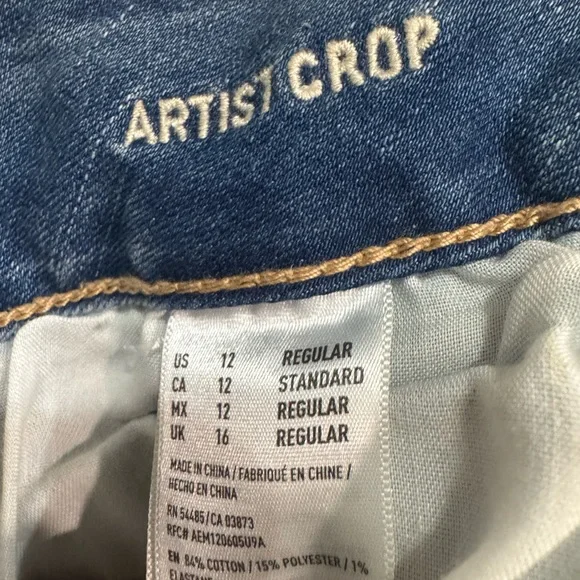 ARTIST CROP
US 12 REGULAR
CA 12 STANDARD
MX 12 REGULAR
UK 16 REGULAR
MADE IN CHINA / FABRIQUÉ EN CHINE /
HECHO EN CHINA
RN 54485/CA 03873
RFC# AEM120605U9A
EN 84% COTTON / 15% POLYESTER / 1%
ELASTANE